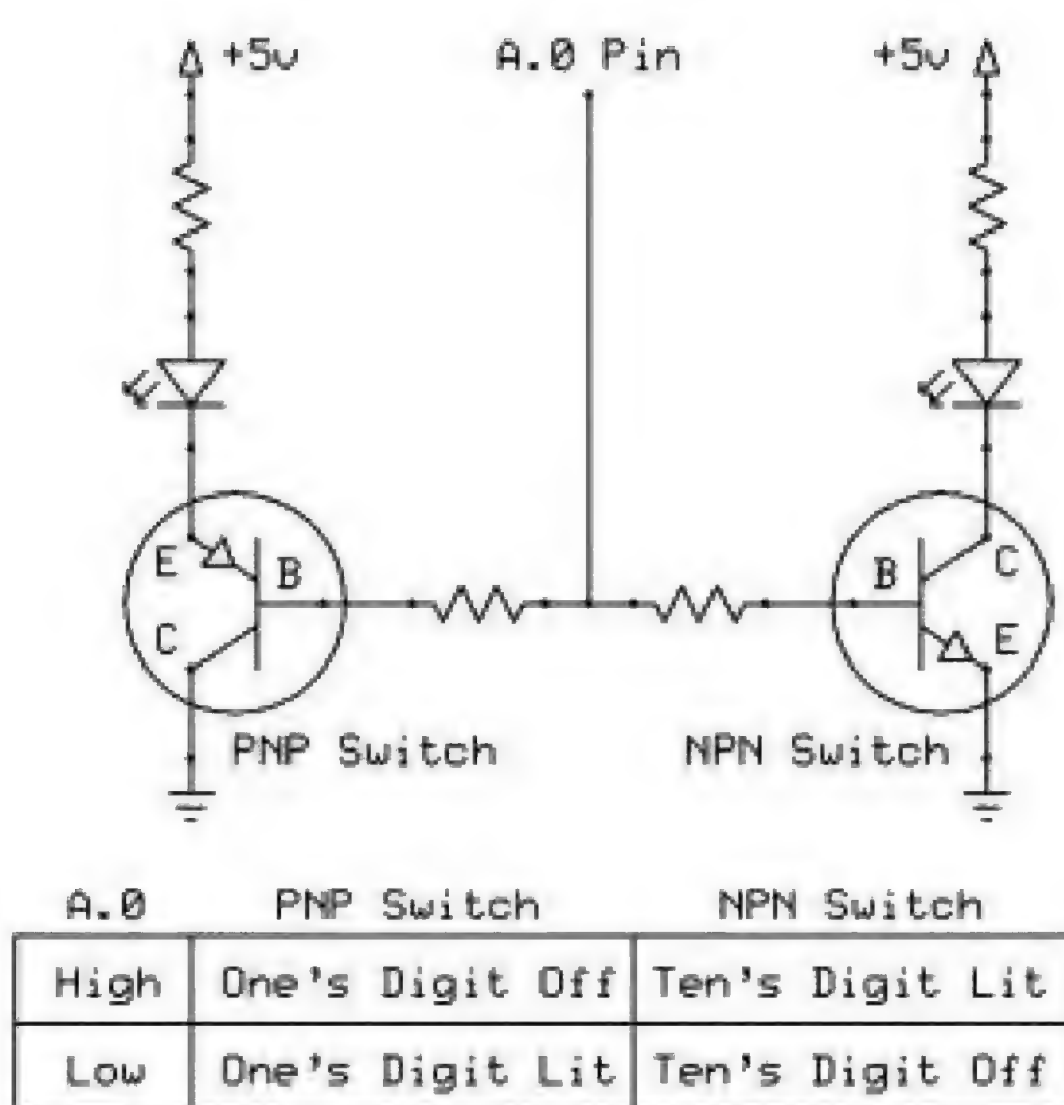 +5v A.0 Pin +5v
E B B C
C E
PNP Switch NPN Switch
A.0 PNP Switch NPN Switch
High One's Digit Off Ten's Digit Lit
Low One's Digit Lit Ten's Digit Off